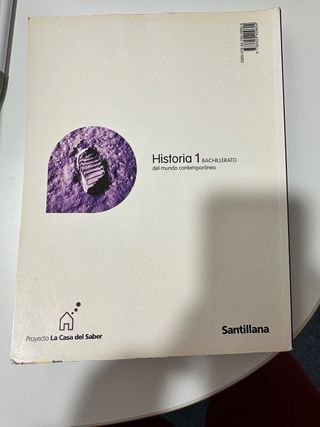 Historia 1 BACHILLERATO
del mundo contemporáneo
Proyecto La Casa del Saber
Santillana